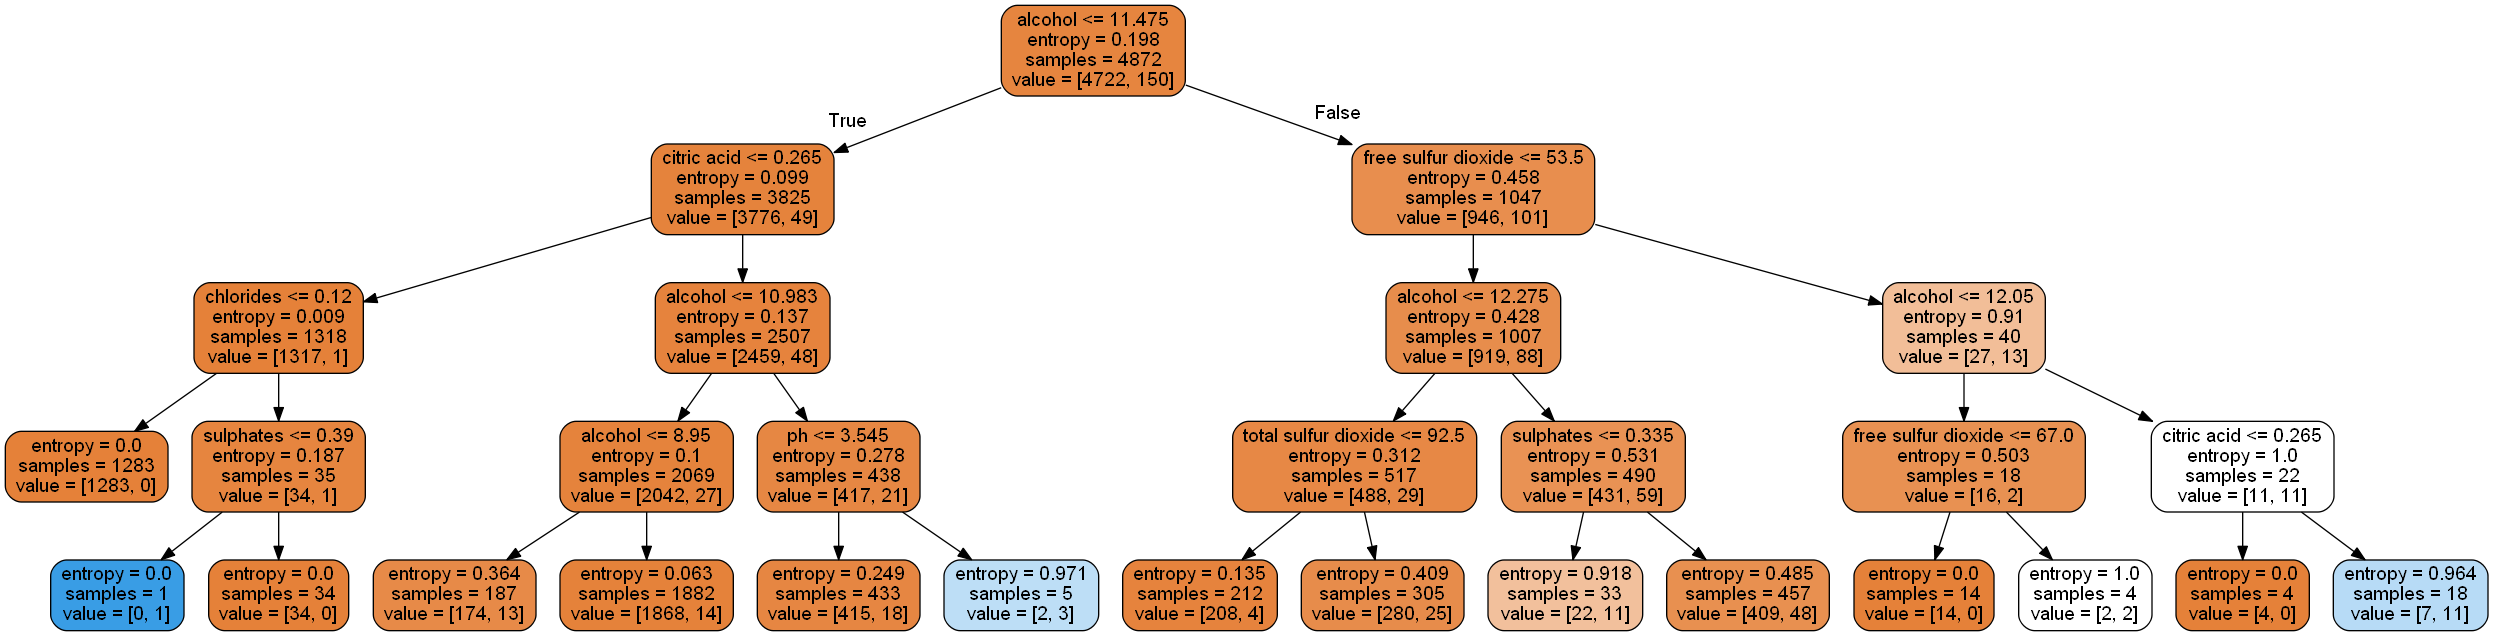 alcohol <= 11.475
entropy = 0.198
samples = 4872
value = [4722, 150]
True
False
citric acid <= 0.265
entropy = 0.099
samples = 3825
value = [3776, 49]
free sulfur dioxide <= 53.5
entropy = 0.458
samples = 1047
value = [946, 101]
chlorides <= 0.12
entropy = 0.009
samples = 1318
value = [1317, 1]
alcohol <= 10.983
entropy = 0.137
samples = 2507
value = [2459, 48]
alcohol <= 12.275
entropy = 0.428
samples = 1007
value = [919, 88]
alcohol <= 12.05
entropy = 0.91
samples = 40
value = [27, 13]
entropy = 0.0
samples = 1283
value = [1283, 0]
sulphates <= 0.39
entropy = 0.187
samples = 35
value = [34, 1]
alcohol <= 8.95
entropy = 0.1
samples = 2069
value = [2042, 27]
ph <= 3.545
entropy = 0.278
samples = 438
value = [417, 21]
total sulfur dioxide <= 92.5
entropy = 0.312
samples = 517
value = [488, 29]
sulphates <= 0.335
entropy = 0.531
samples = 490
value = [431, 59]
free sulfur dioxide <= 67.0
entropy = 0.503
samples = 18
value = [16, 2]
citric acid <= 0.265
entropy = 1.0
samples = 22
value = [11, 11]
entropy = 0.0
samples = 1
value = [0, 1]
entropy = 0.0
samples = 34
value = [34, 0]
entropy = 0.364
samples = 187
value = [174, 13]
entropy = 0.063
samples = 1882
value = [1868, 14]
entropy = 0.249
samples = 433
value = [415, 18]
entropy = 0.971
samples = 5
value = [2, 3]
entropy = 0.135
samples = 212
value = [208, 4]
entropy = 0.409
samples = 305
value = [280, 25]
entropy = 0.918
samples = 33
value = [22, 11]
entropy = 0.485
samples = 457
value = [409, 48]
entropy = 0.0
samples = 14
value = [14, 0]
entropy = 1.0
samples = 4
value = [2, 2]
entropy = 0.0
samples = 4
value = [4, 0]
entropy = 0.964
samples = 18
value = [7, 11]